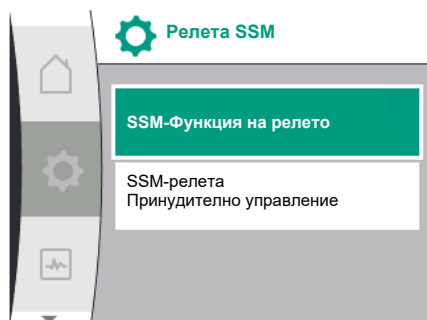 Релета SSM
SSM-Функция на релето
SSM-релета
Принудително управление